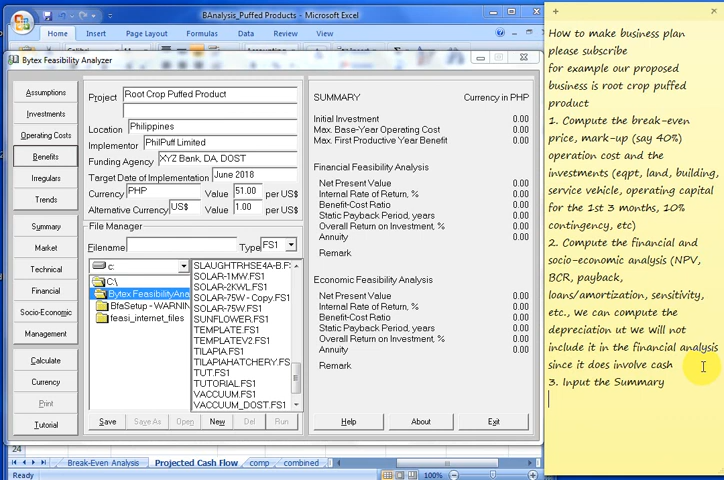 BAnalysis_Puffed Products - Microsoft Excel
Home Insert Page Layout Formulas Data Review View
Bytex Feasibility Analyzer
Assumptions
Investments
Operating Costs
Benefits
Irregulars
Trends
Summary
Market
Technical
Financial
Socio-Economic
Management
Calculate
Currency
Print
Tutorial
Project Root Crop Puffed Product
Location Philippines
Implementor PhilPuff Limited
Funding Agency XYZ Bank, DA, DOST
Target Date of Implementation June 2018
Currency PHP Value 51.00 per US$
Alternative Currency US$ Value 1.00 per US$
File Manager
Filename Type FS1
c:
C:\
Bytex FeasibilityAna
BfaSetup - WARNIN
feasi_internet_files
SLAUGHTRHSE4A-B.F
SOLAR-1MW.FS1
SOLAR-2KWL.FS1
SOLAR-75W - Copy.FS1
SOLAR-75W.FS1
SUNFLOWER.FS1
TEMPLATE.FS1
TEMPLATEV2.FS1
TILAPIA.FS1
TILAPIAHATCHERY.FS
TUT.FS1
TUTORIAL.FS1
VACCUUM.FS1
VACCUUM_DOST.FS1
Save Save As Open New Del Run
SUMMARY Currency in PHP
Initial Investment 0.00
Max. Base-Year Operating Cost 0.00
Max. First Productive Year Benefit 0.00
Financial Feasibility Analysis
Net Present Value 0.00
Internal Rate of Return, % 0.00
Benefit-Cost Ratio 0.00
Static Payback Period, years 0.00
Overall Return on Investment, % 0.00
Annuity 0.00
Remark
Economic Feasibility Analysis
Net Present Value 0.00
Internal Rate of Return, % 0.00
Benefit-Cost Ratio 0.00
Static Payback Period, years 0.00
Overall Return on Investment, % 0.00
Annuity 0.00
Remark
Help About Exit
24
Break-Even Analysis Projected Cash Flow comp combined
Ready 100%
How to make business plan
please subscribe
for example our proposed
business is root crop puffed
product
1. Compute the break-even
price, mark-up (say 40%)
operation cost and the
investments (eqpt, land, building,
service vehicle, operating capital
for the 1st 3 months, 10%
contingency, etc)
2. Compute the financial and
socio-economic analysis (NPV,
BCR, payback,
loans/amortization, sensitivity,
etc., we can compute the
depreciation ut we will not
include it in the financial analysis
since it does involve cash
3. Input the Summary